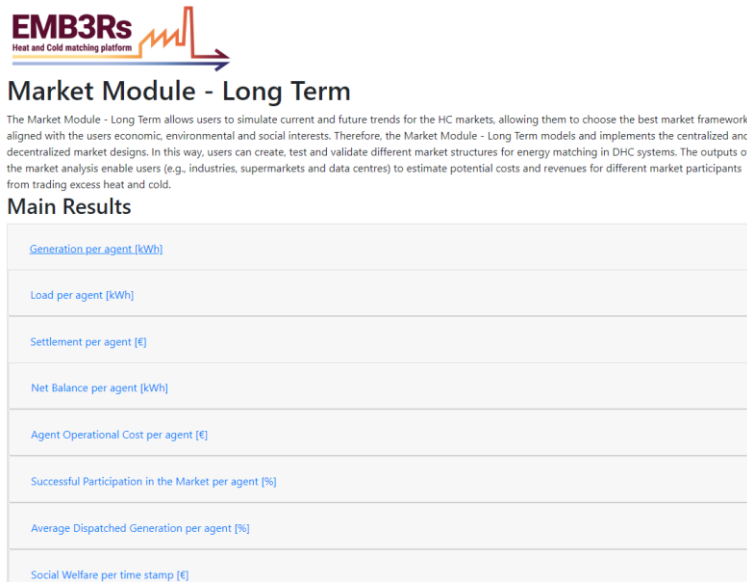 EMB3Rs
Heat and Cold matching platform
Market Module - Long Term
The Market Module - Long Term allows users to simulate current and future trends for the HC markets, allowing them to choose the best market framework
aligned with the users economic, environmental and social interests. Therefore, the Market Module - Long Term models and implements the centralized and
decentralized market designs. In this way, users can create, test and validate different market structures for energy matching in DHC systems. The outputs of
the market analysis enable users (e.g., industries, supermarkets and data centres) to estimate potential costs and revenues for different market participants
from trading excess heat and cold.
Main Results
Generation per agent [kWh]
Load per agent [kWh]
Settlement per agent [€]
Net Balance per agent [kWh]
Agent Operational Cost per agent [€]
Successful Participation in the Market per agent [%]
Average Dispatched Generation per agent [%]
Social Welfare per time stamp [€]